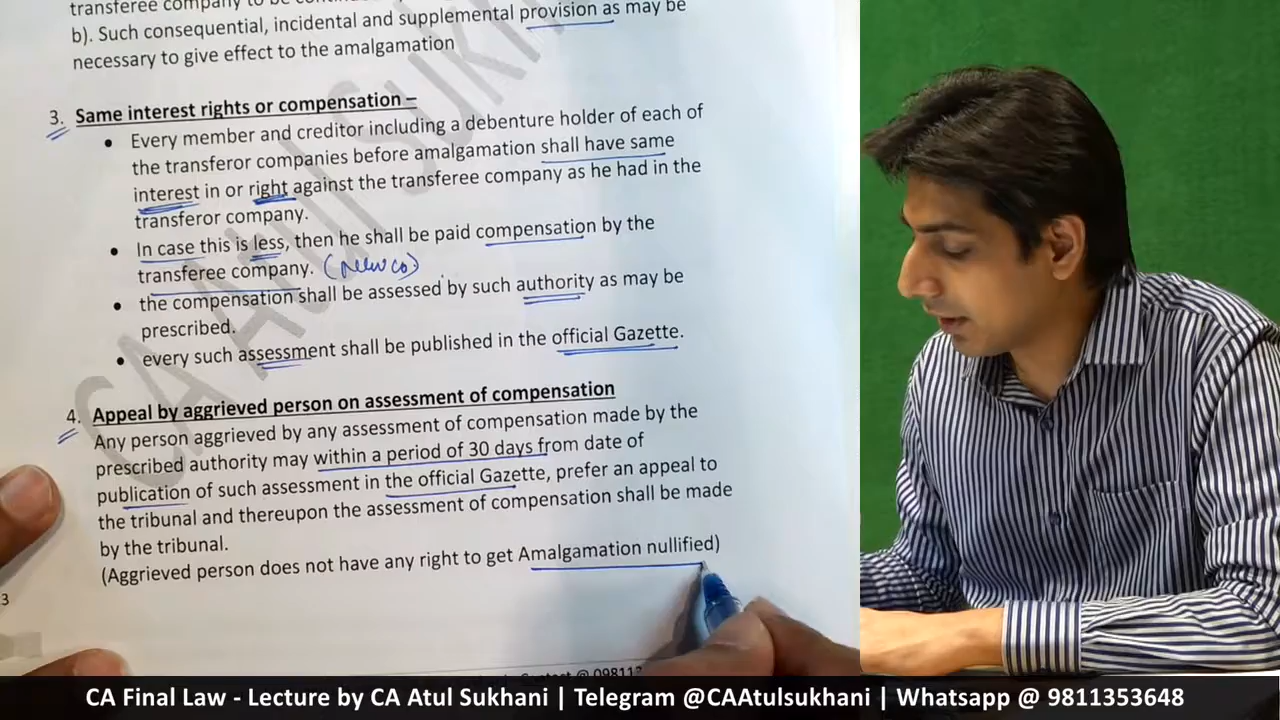 transferee company to be
b). Such consequential, incidental and supplemental provision as may be
necessary to give effect to the amalgamation
3. Same interest rights or compensation –
• Every member and creditor including a debenture holder of each of
the transferor companies before amalgamation shall have same
interest in or right against the transferee company as he had in the
transferor company.
• In case this is less, then he shall be paid compensation by the
transferee company. (New co)
• the compensation shall be assessed by such authority as may be
prescribed.
• every such assessment shall be published in the official Gazette.
4. Appeal by aggrieved person on assessment of compensation
Any person aggrieved by any assessment of compensation made by the
prescribed authority may within a period of 30 days from date of
publication of such assessment in the official Gazette, prefer an appeal to
the tribunal and thereupon the assessment of compensation shall be made
by the tribunal.
(Aggrieved person does not have any right to get Amalgamation nullified)
3
CA Atul Sukh
@ 09811
CA Final Law - Lecture by CA Atul Sukhani | Telegram @CAAtulsukhani | Whatsapp @ 9811353648